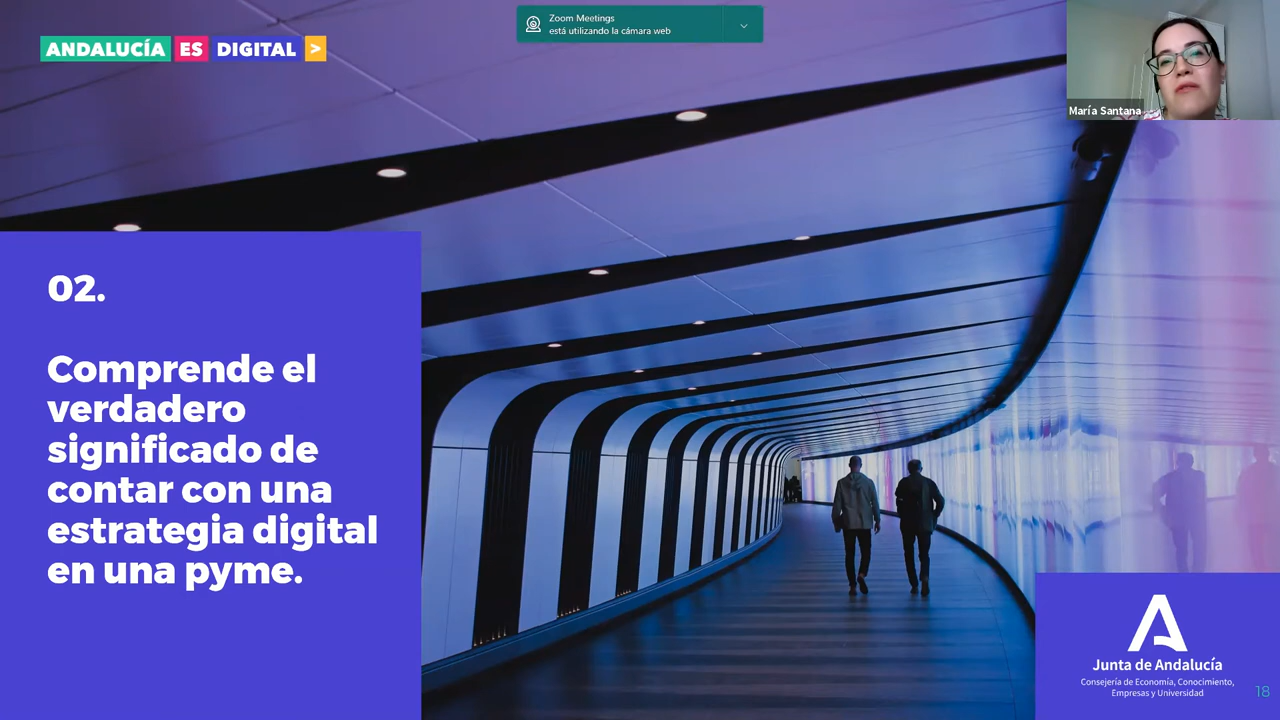 ANDALUCÍA ES DIGITAL >
Zoom Meetings
está utilizando la cámara web
María Santana
02.
Comprende el
verdadero
significado de
contar con una
estrategia digital
en una pyme.
Junta de Andalucía
Consejería de Economía, Conocimiento,
Empresas y Universidad
18